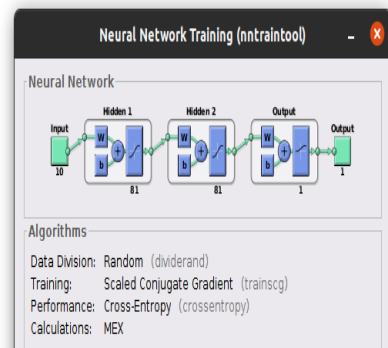 Neural Network Training (nntraintool)
Neural Network
Hidden 1 Hidden 2 Output
Input Output
W W W
+ + +
b b b
10 81 81 1 1
Algorithms
Data Division: Random (dividerand)
Training: Scaled Conjugate Gradient (trainscg)
Performance: Cross-Entropy (crossentropy)
Calculations: MEX